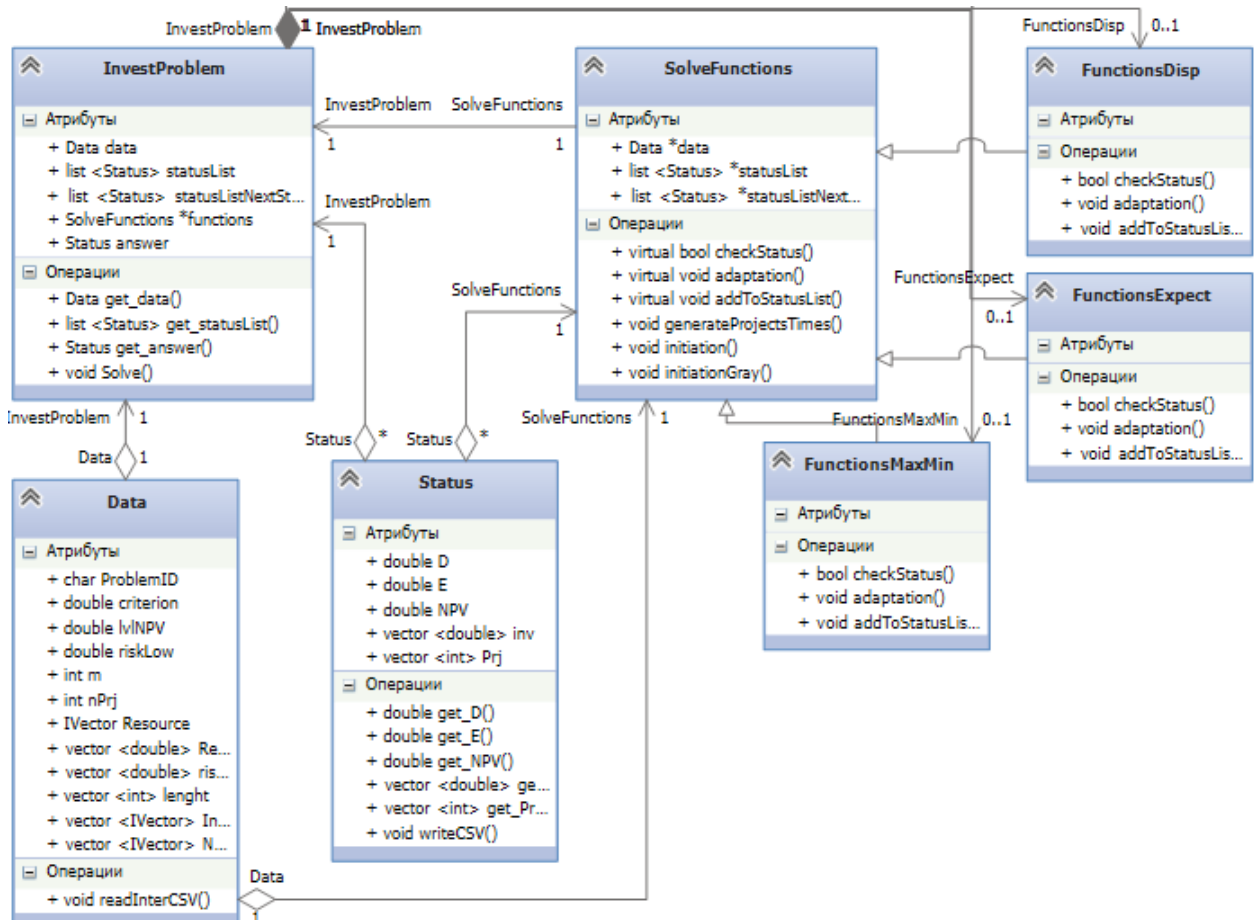 InvestProblem
1 InvestProblem
InvestProblem
Атрибуты
+ Data data
+ list <Status> statusList
+ list <Status> statusListNextSt...
+ SolveFunctions *functions
+ Status answer
Операции
+ Data get_data()
+ list <Status> get_statusList()
+ Status get_answer()
+ void Solve()
InvestProblem
SolveFunctions
1
1
InvestProblem
1
SolveFunctions
1
SolveFunctions
Атрибуты
+ Data *data
+ list <Status> *statusList
+ list <Status> *statusListNext...
Операции
+ virtual bool checkStatus()
+ virtual void adaptation()
+ virtual void addToStatusList()
+ void generateProjectsTimes()
+ void initiation()
+ void initiationGray()
FunctionsDisp
0..1
FunctionsDisp
Атрибуты
Операции
+ bool checkStatus()
+ void adaptation()
+ void addToStatusLis...
FunctionsExpect
0..1
FunctionsExpect
Атрибуты
Операции
+ bool checkStatus()
+ void adaptation()
+ void addToStatusLis...
InvestProblem
1
Data
1
Status
*
Status
*
SolveFunctions
1
FunctionsMaxMin
0..1
FunctionsMaxMin
Атрибуты
Операции
+ bool checkStatus()
+ void adaptation()
+ void addToStatusLis...
Data
Атрибуты
+ char ProblemID
+ double criterion
+ double lvlNPV
+ double riskLow
+ int m
+ int nPrj
+ IVector Resource
+ vector <double> Re...
+ vector <double> ris...
+ vector <int> lenght
+ vector <IVector> In...
+ vector <IVector> N...
Операции
+ void readInterCSV()
Status
Атрибуты
+ double D
+ double E
+ double NPV
+ vector <double> inv
+ vector <int> Prj
Операции
+ double get_D()
+ double get_E()
+ double get_NPV()
+ vector <double> ge...
+ vector <int> get_Pr...
+ void writeCSV()
Data
1